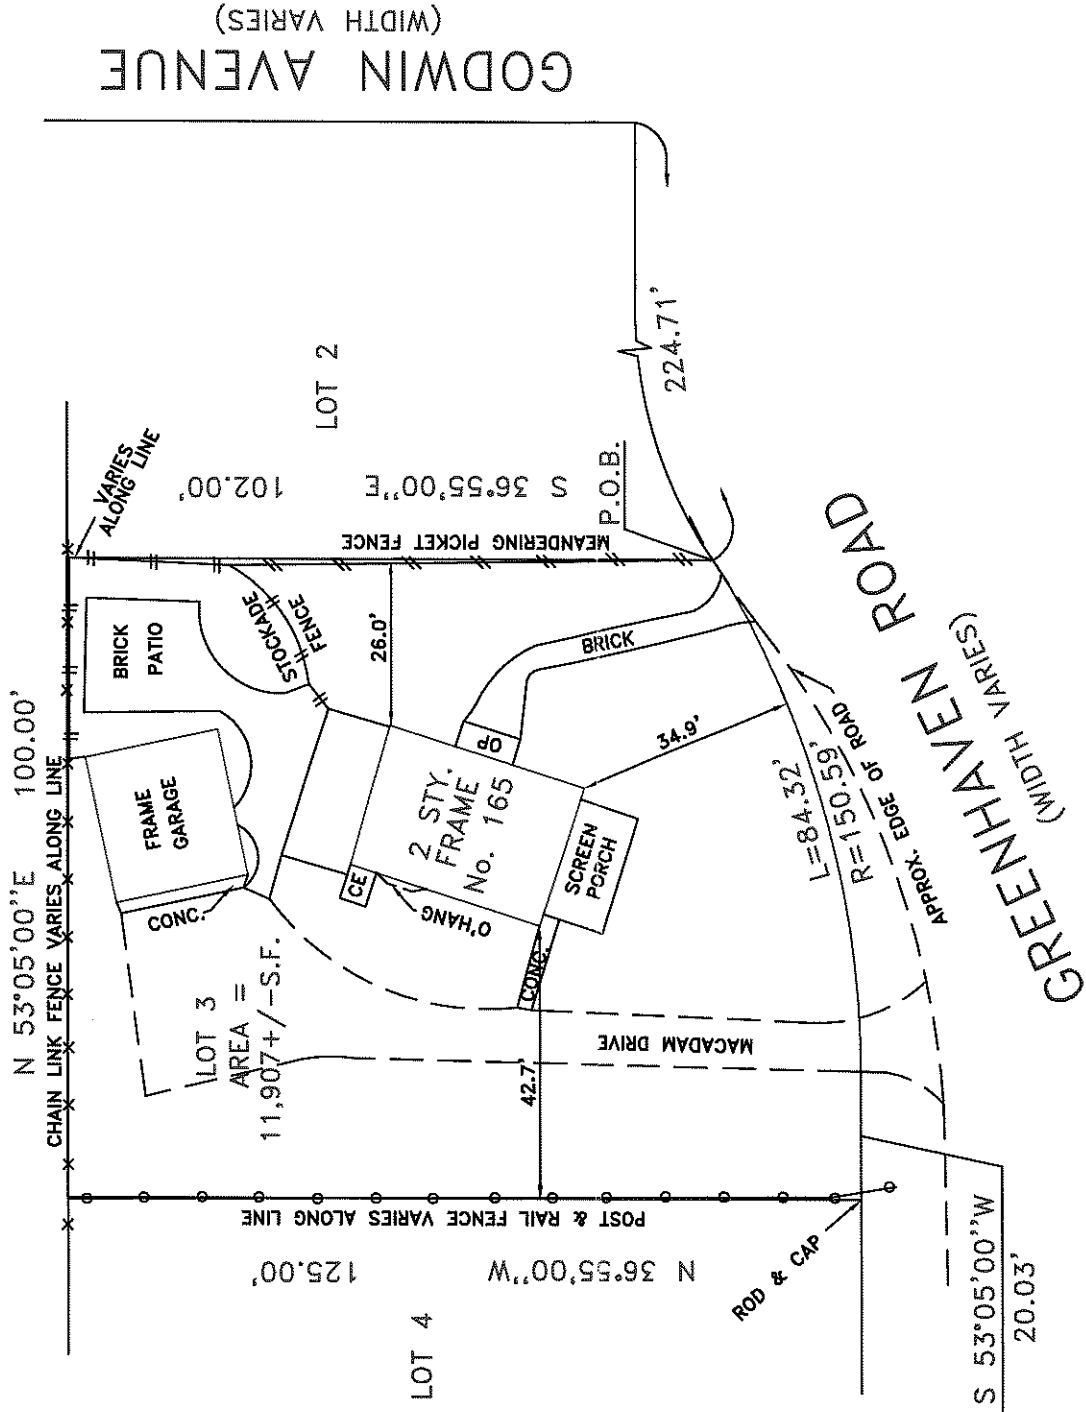 GODWIN AVENUE
(WIDTH VARIES)
N 53°05'00''E 100.00'
CHAIN LINK FENCE VARIES ALONG LINE
VARIES
ALONG LINE
LOT 2
S 36°55'00''E 102.00'
MEANDERING PICKET FENCE
P.O.B.
224.71'
BRICK
PATIO
STOCKADE
FENCE
26.0'
FRAME
GARAGE
CONC.
BRICK
OP
2 STY.
FRAME
No. 165
CE
O'HANG
SCREEN
PORCH
CONC.
34.9'
LOT 3
AREA =
11,907+/-S.F.
42.7'
MACADAM DRIVE
L=84.32'
R=150.59'
APPROX. EDGE OF ROAD
GREENHAVEN ROAD
(WIDTH VARIES)
POST & RAIL FENCE VARIES ALONG LINE
N 36°55'00''W 125.00'
LOT 4
ROD & CAP
S 53°05'00''W
20.03'